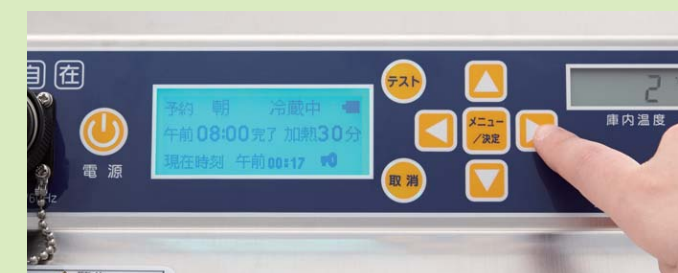 自在
電源
60Hz
予約 朝 冷蔵中
午前08:00完了 加熱30分
現在時刻 午前00:17
テスト
メニュー
/決定
取消
2
庫内温度